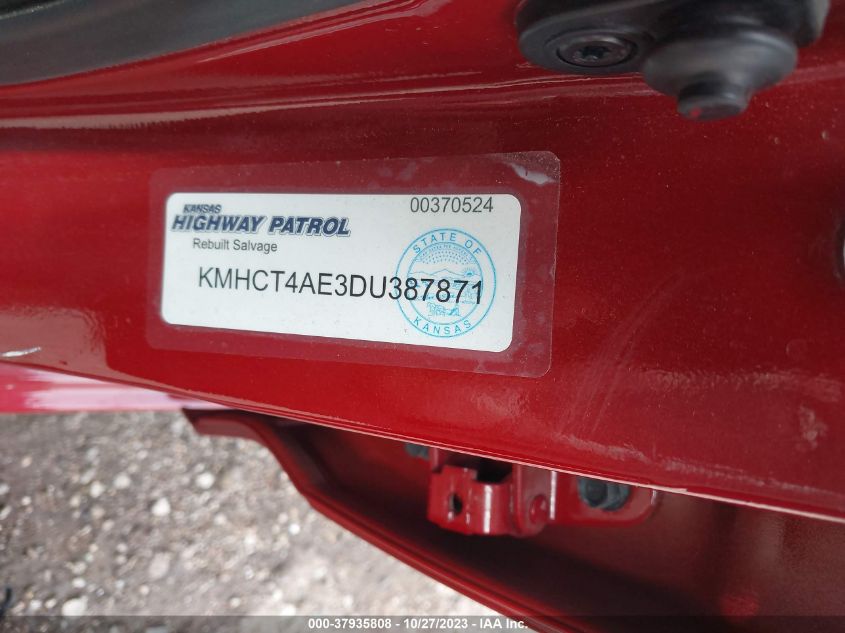 KANSAS
HIGHWAY PATROL
00370524
Rebuilt Salvage
STATE OF
KMHCT4AE3DU387871
KANSAS
000-37935808 - 10/27/2023 - IAA Inc.